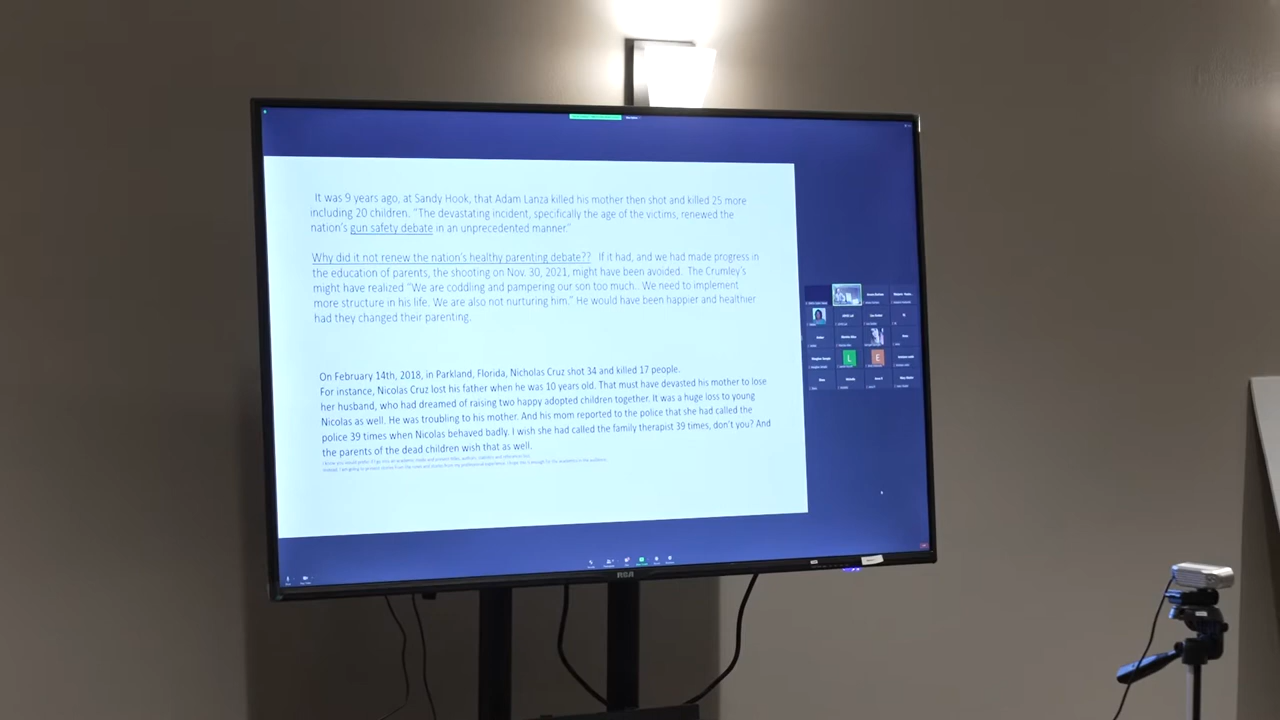 It was 9 years ago, at Sandy Hook, that Adam Lanza killed his mother then shot and killed 25 more
including 20 children. "The devastating incident, specifically the age of the victims, renewed the
nation's gun safety debate in an unprecedented manner."
Why did it not renew the nation's healthy parenting debate?? If it had, and we had made progress in
the education of parents, the shooting on Nov. 30, 2021, might have been avoided. The Crumley's
might have realized "We are coddling and pampering our son too much.. We need to implement
more structure in his life. We are also not nurturing him." He would have been happier and healthier
had they changed their parenting.
On February 14th, 2018, in Parkland, Florida, Nicholas Cruz shot 34 and killed 17 people.
For instance, Nicolas Cruz lost his father when he was 10 years old. That must have devasted his mother to lose
her husband, who had dreamed of raising two happy adopted children together. It was a huge loss to young
Nicolas as well. He was troubling to his mother. And his mom reported to the police that she had called the
police 39 times when Nicolas behaved badly. I wish she had called the family therapist 39 times, don't you? And
the parents of the dead children wish that as well.
L
E
RCA